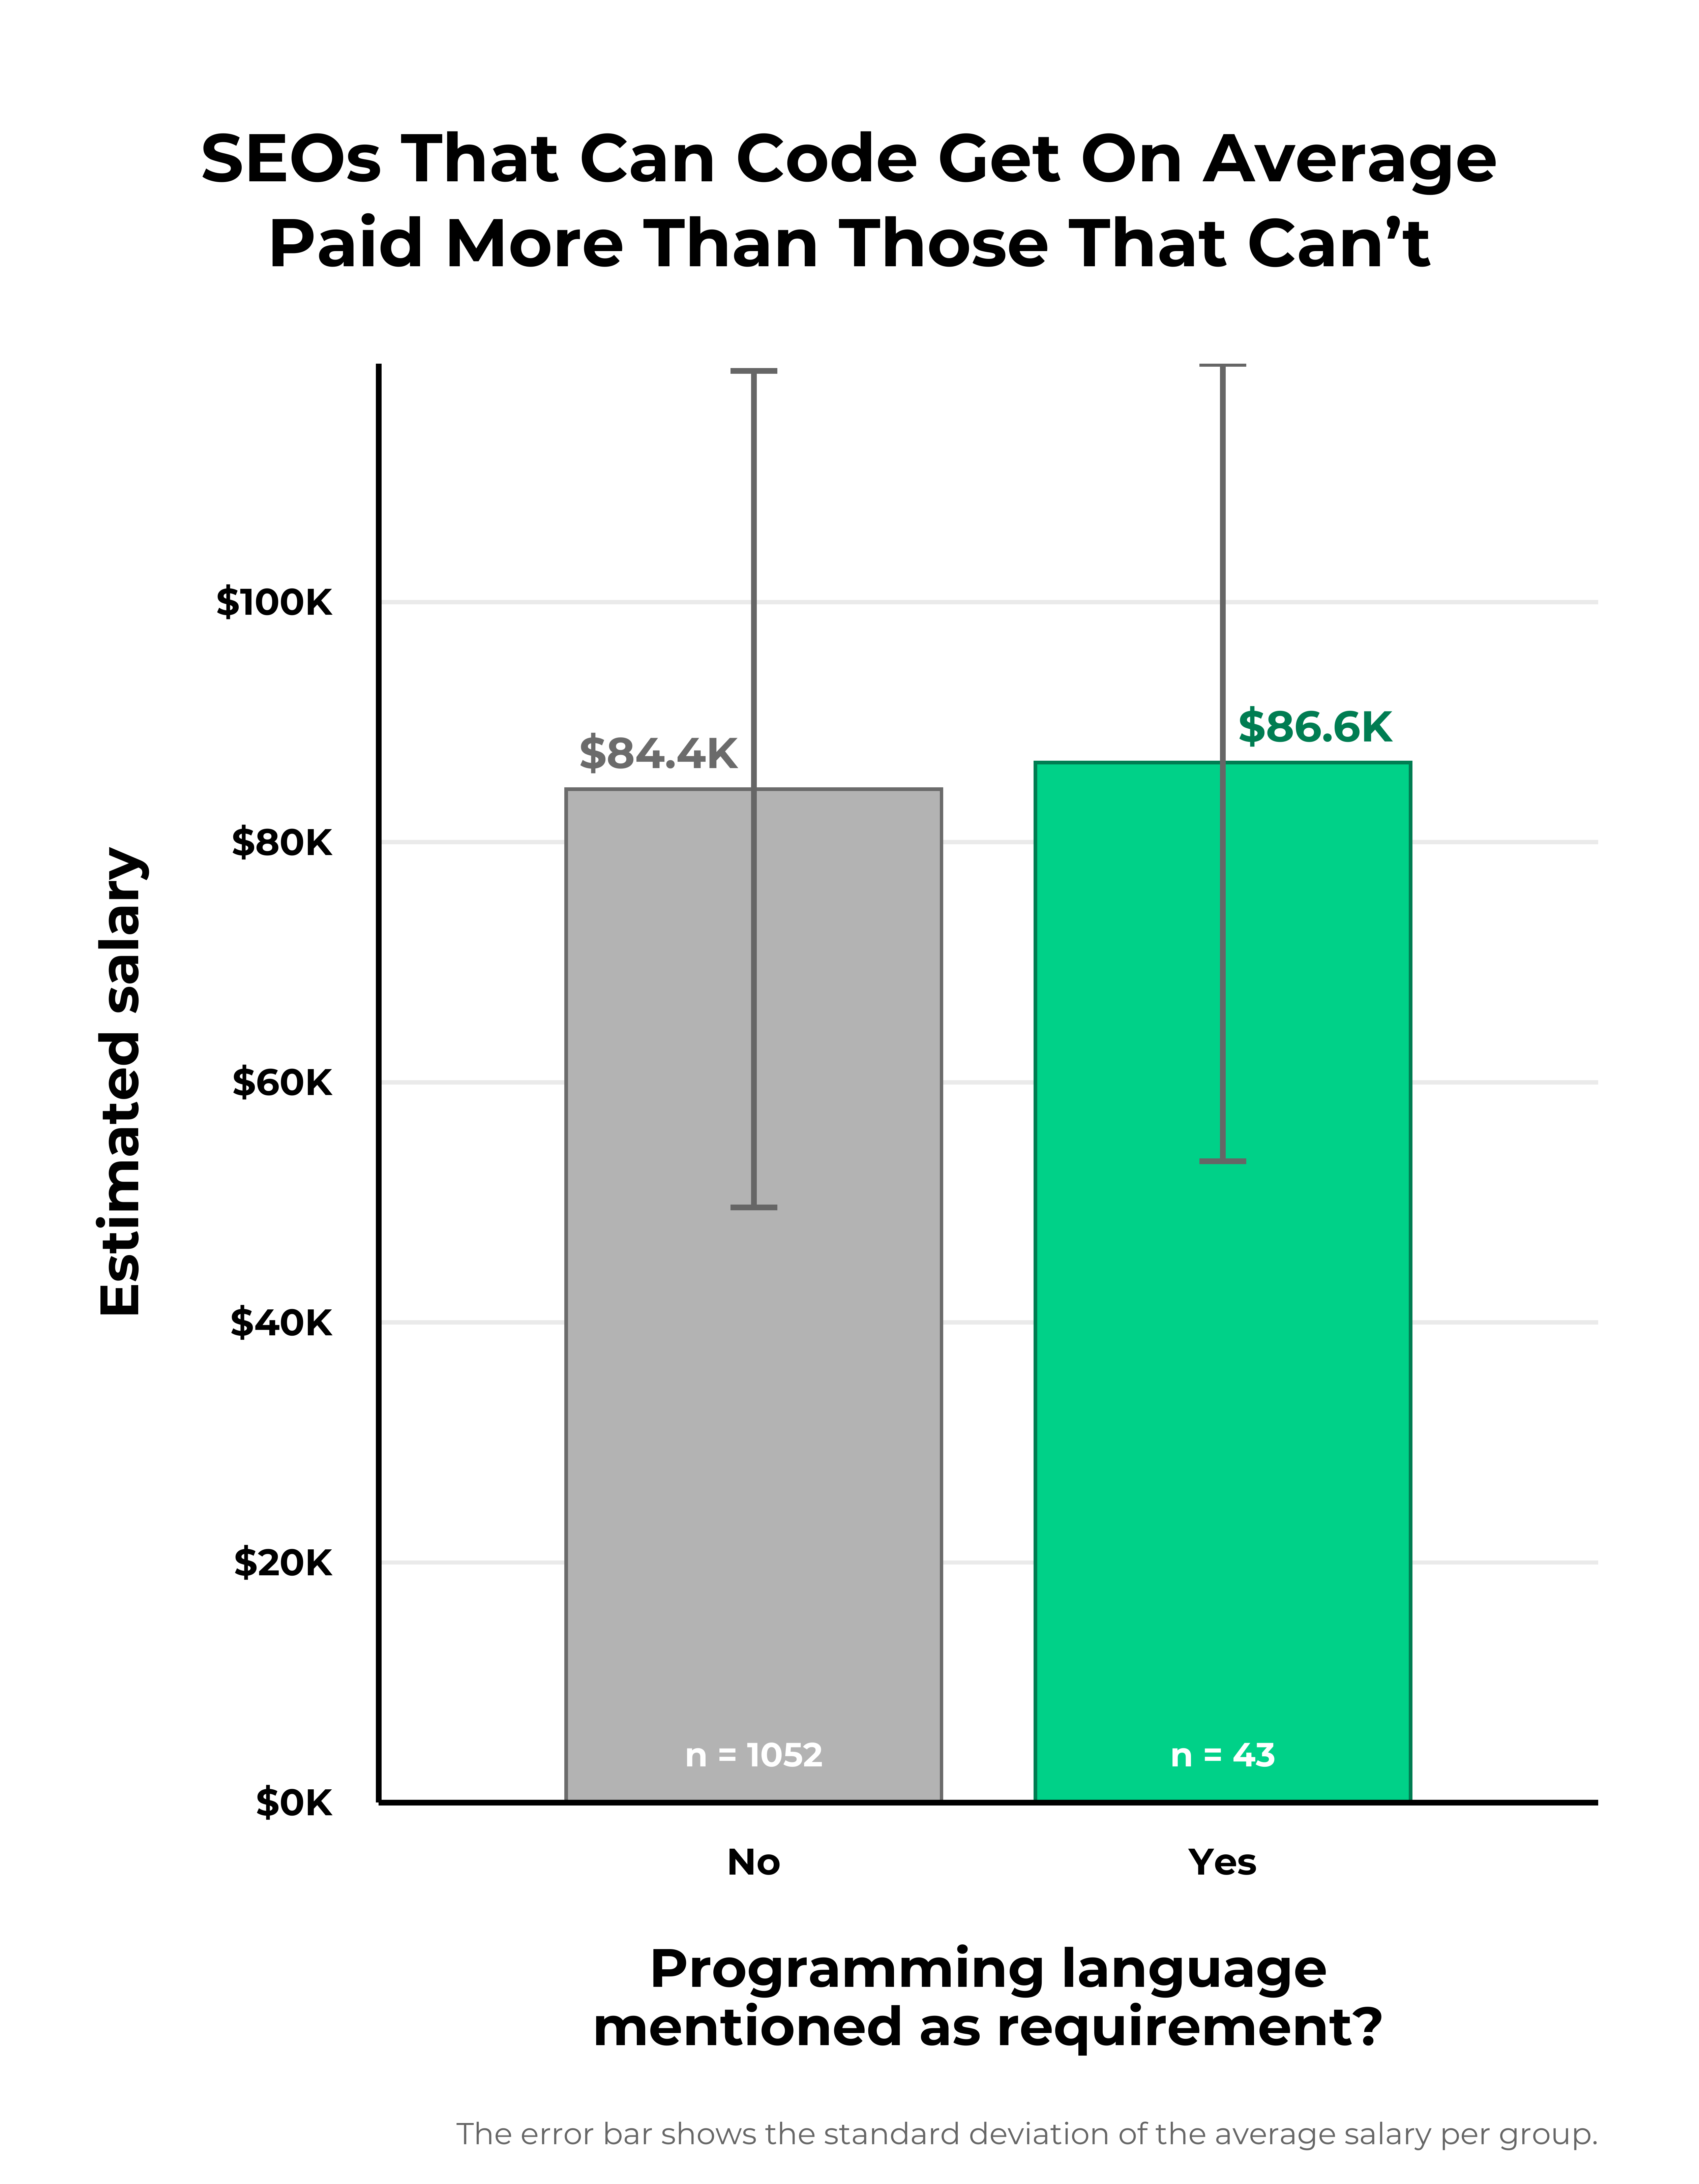 SEOs That Can Code Get On Average
Paid More Than Those That Can’t
Estimated salary
$100K
$80K
$60K
$40K
$20K
$0K
$84.4K
$86.6K
n = 1052
n = 43
No
Yes
Programming language
mentioned as requirement?
The error bar shows the standard deviation of the average salary per group.